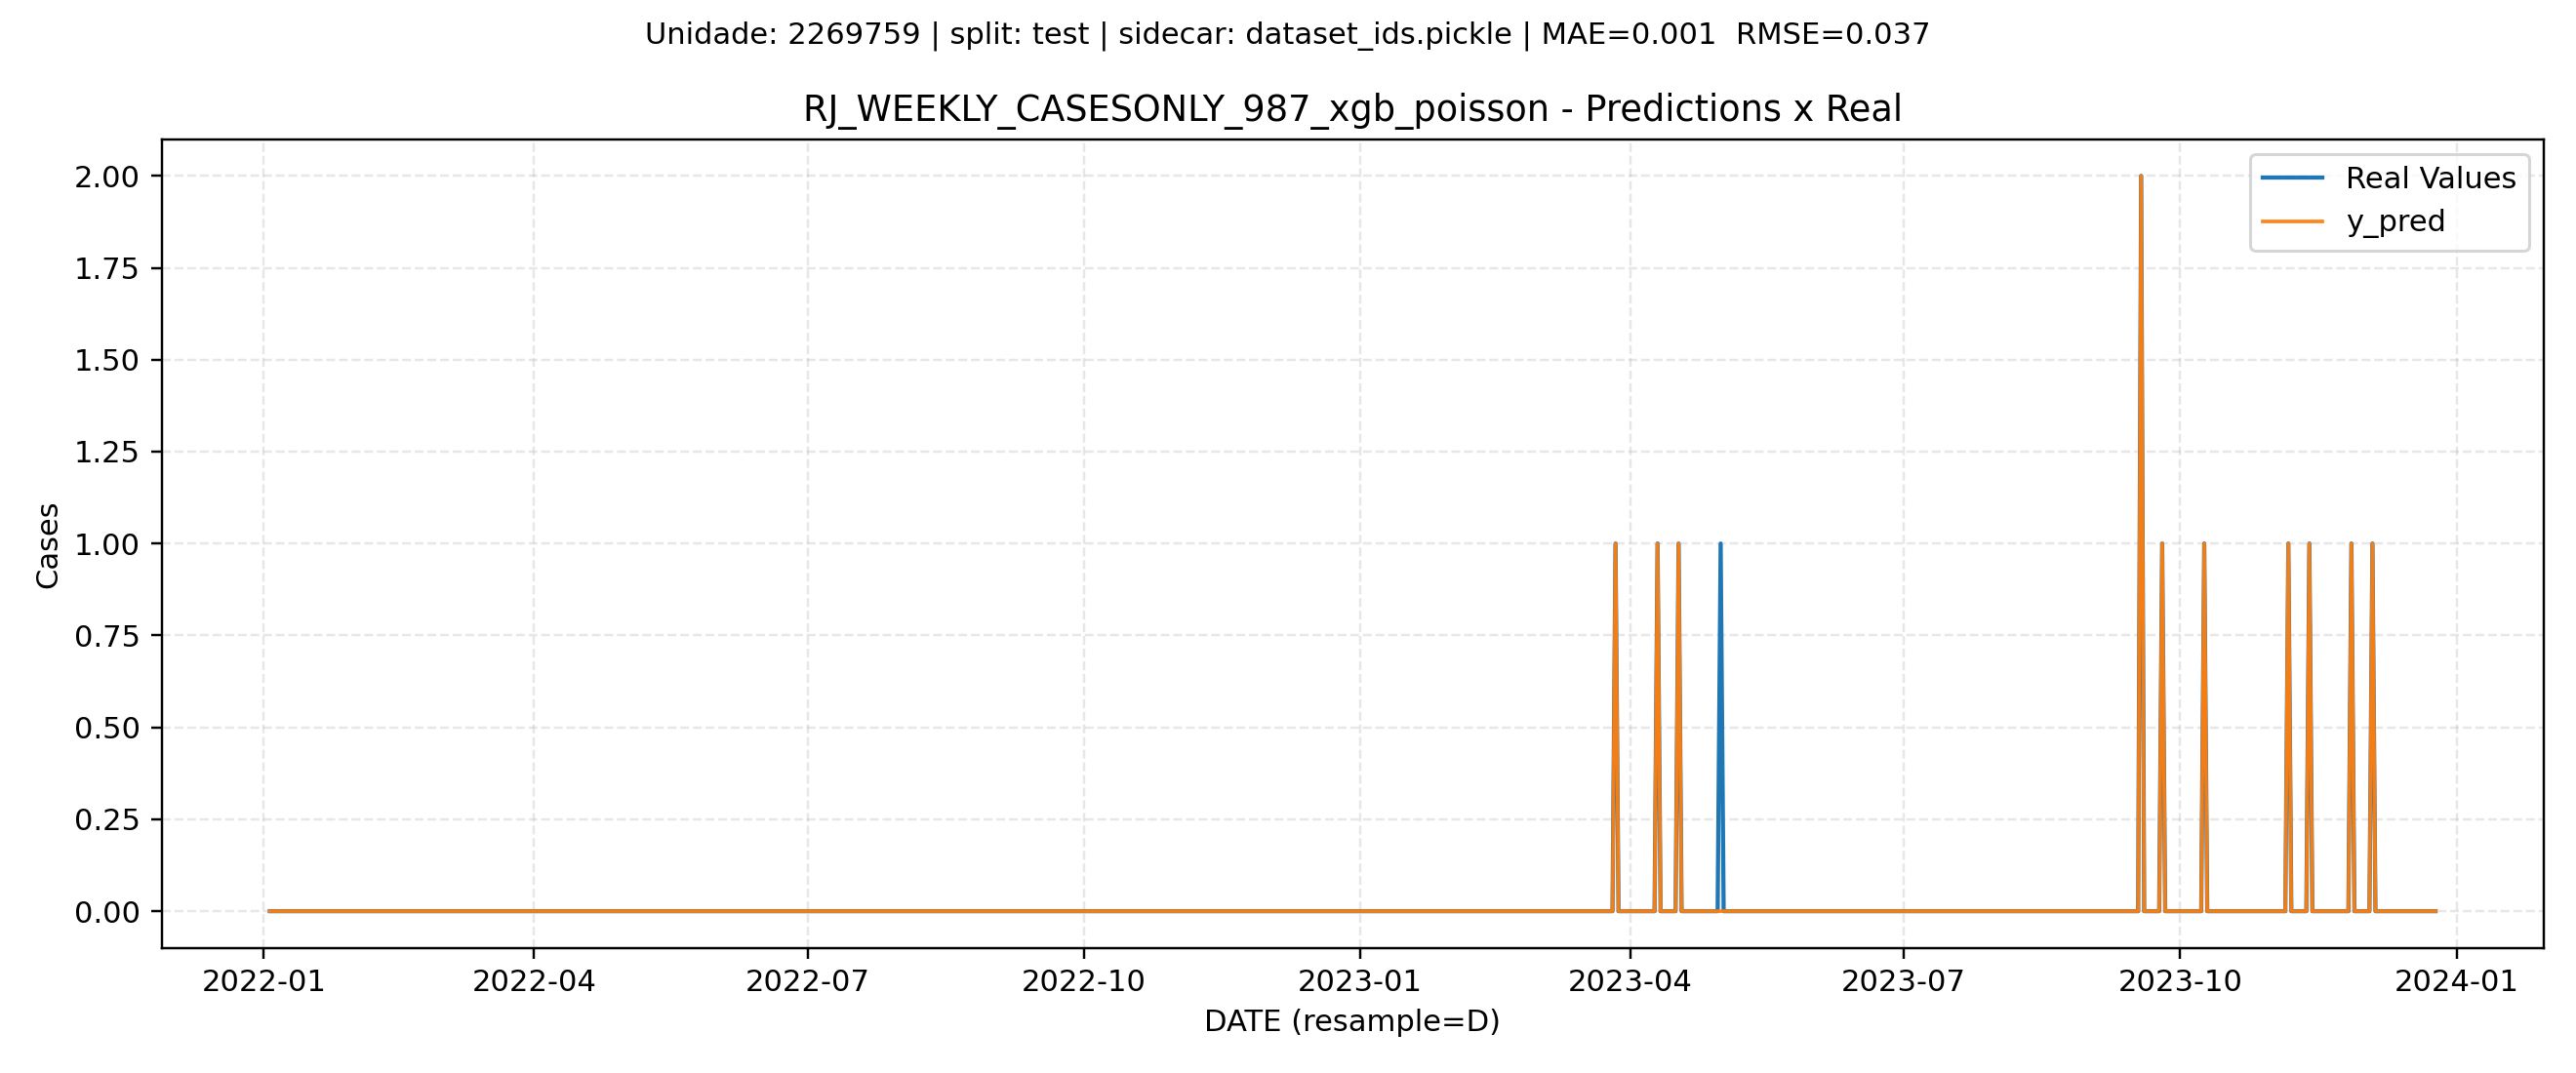 Unidade: 2269759 | split: test | sidecar: dataset_ids.pickle | MAE=0.001  RMSE=0.037
RJ_WEEKLY_CASESONLY_987_xgb_poisson - Predictions x Real
Real Values
y_pred
Cases
2.00
1.75
1.50
1.25
1.00
0.75
0.50
0.25
0.00
2022-01 2022-04 2022-07 2022-10 2023-01 2023-04 2023-07 2023-10 2024-01
DATE (resample=D)